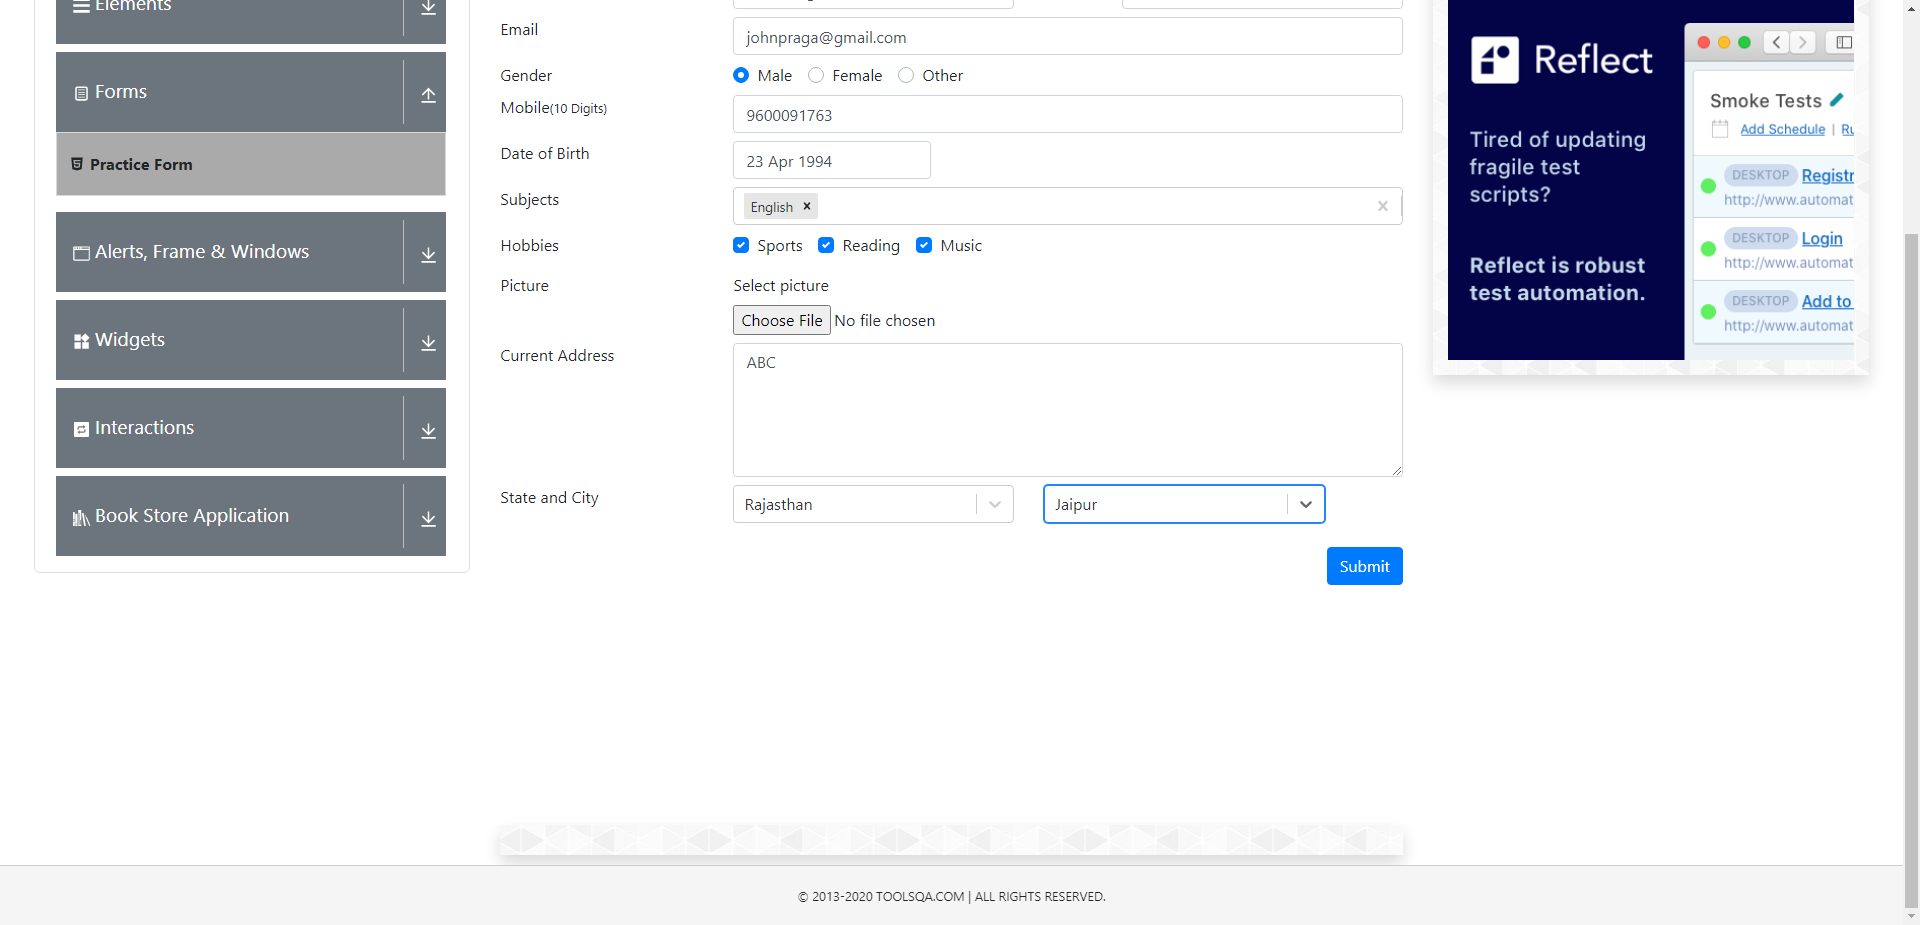 Elements
Forms
Practice Form
Alerts, Frame & Windows
Widgets
Interactions
Book Store Application
Email
johnpraga@gmail.com
Gender
Male Female Other
Mobile(10 Digits)
9600091763
Date of Birth
23 Apr 1994
Subjects
English ×
Hobbies
Sports Reading Music
Picture
Select picture
Choose File No file chosen
Current Address
ABC
State and City
Rajasthan
Jaipur
Submit
Reflect
Tired of updating
fragile test
scripts?
Reflect is robust
test automation.
Smoke Tests
Add Schedule | Ru
DESKTOP Registr
http://www.automat
DESKTOP Login
http://www.automat
DESKTOP Add to
http://www.automat
© 2013-2020 TOOLSQA.COM | ALL RIGHTS RESERVED.